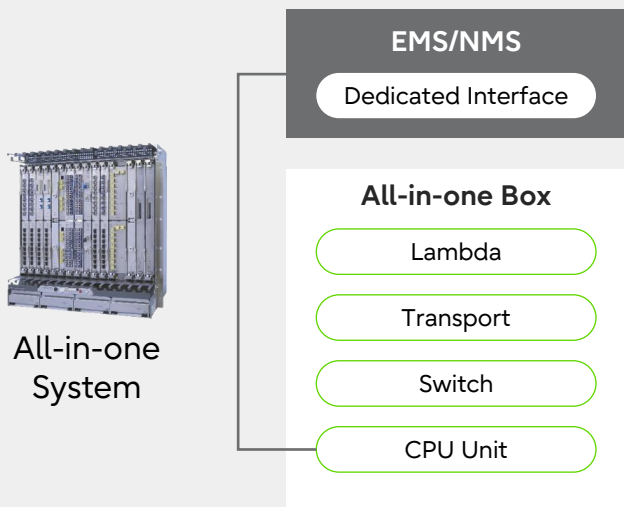 EMS/NMS
Dedicated Interface
All-in-one Box
Lambda
Transport
Switch
CPU Unit
All-in-one
System